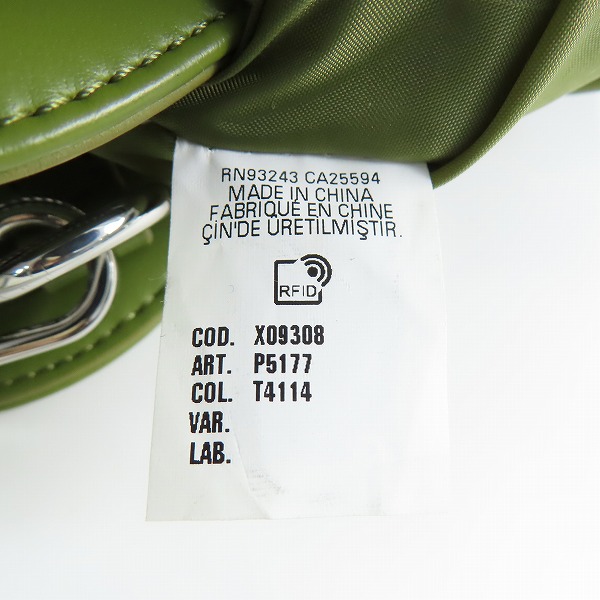 RN93243 CA25594
MADE IN CHINA
FABRIQUÉ EN CHINE
ÇIN'DE ÜRETILMIŞTIR.
RFID
COD. X09308
ART. P5177
COL. T4114
VAR.
LAB.